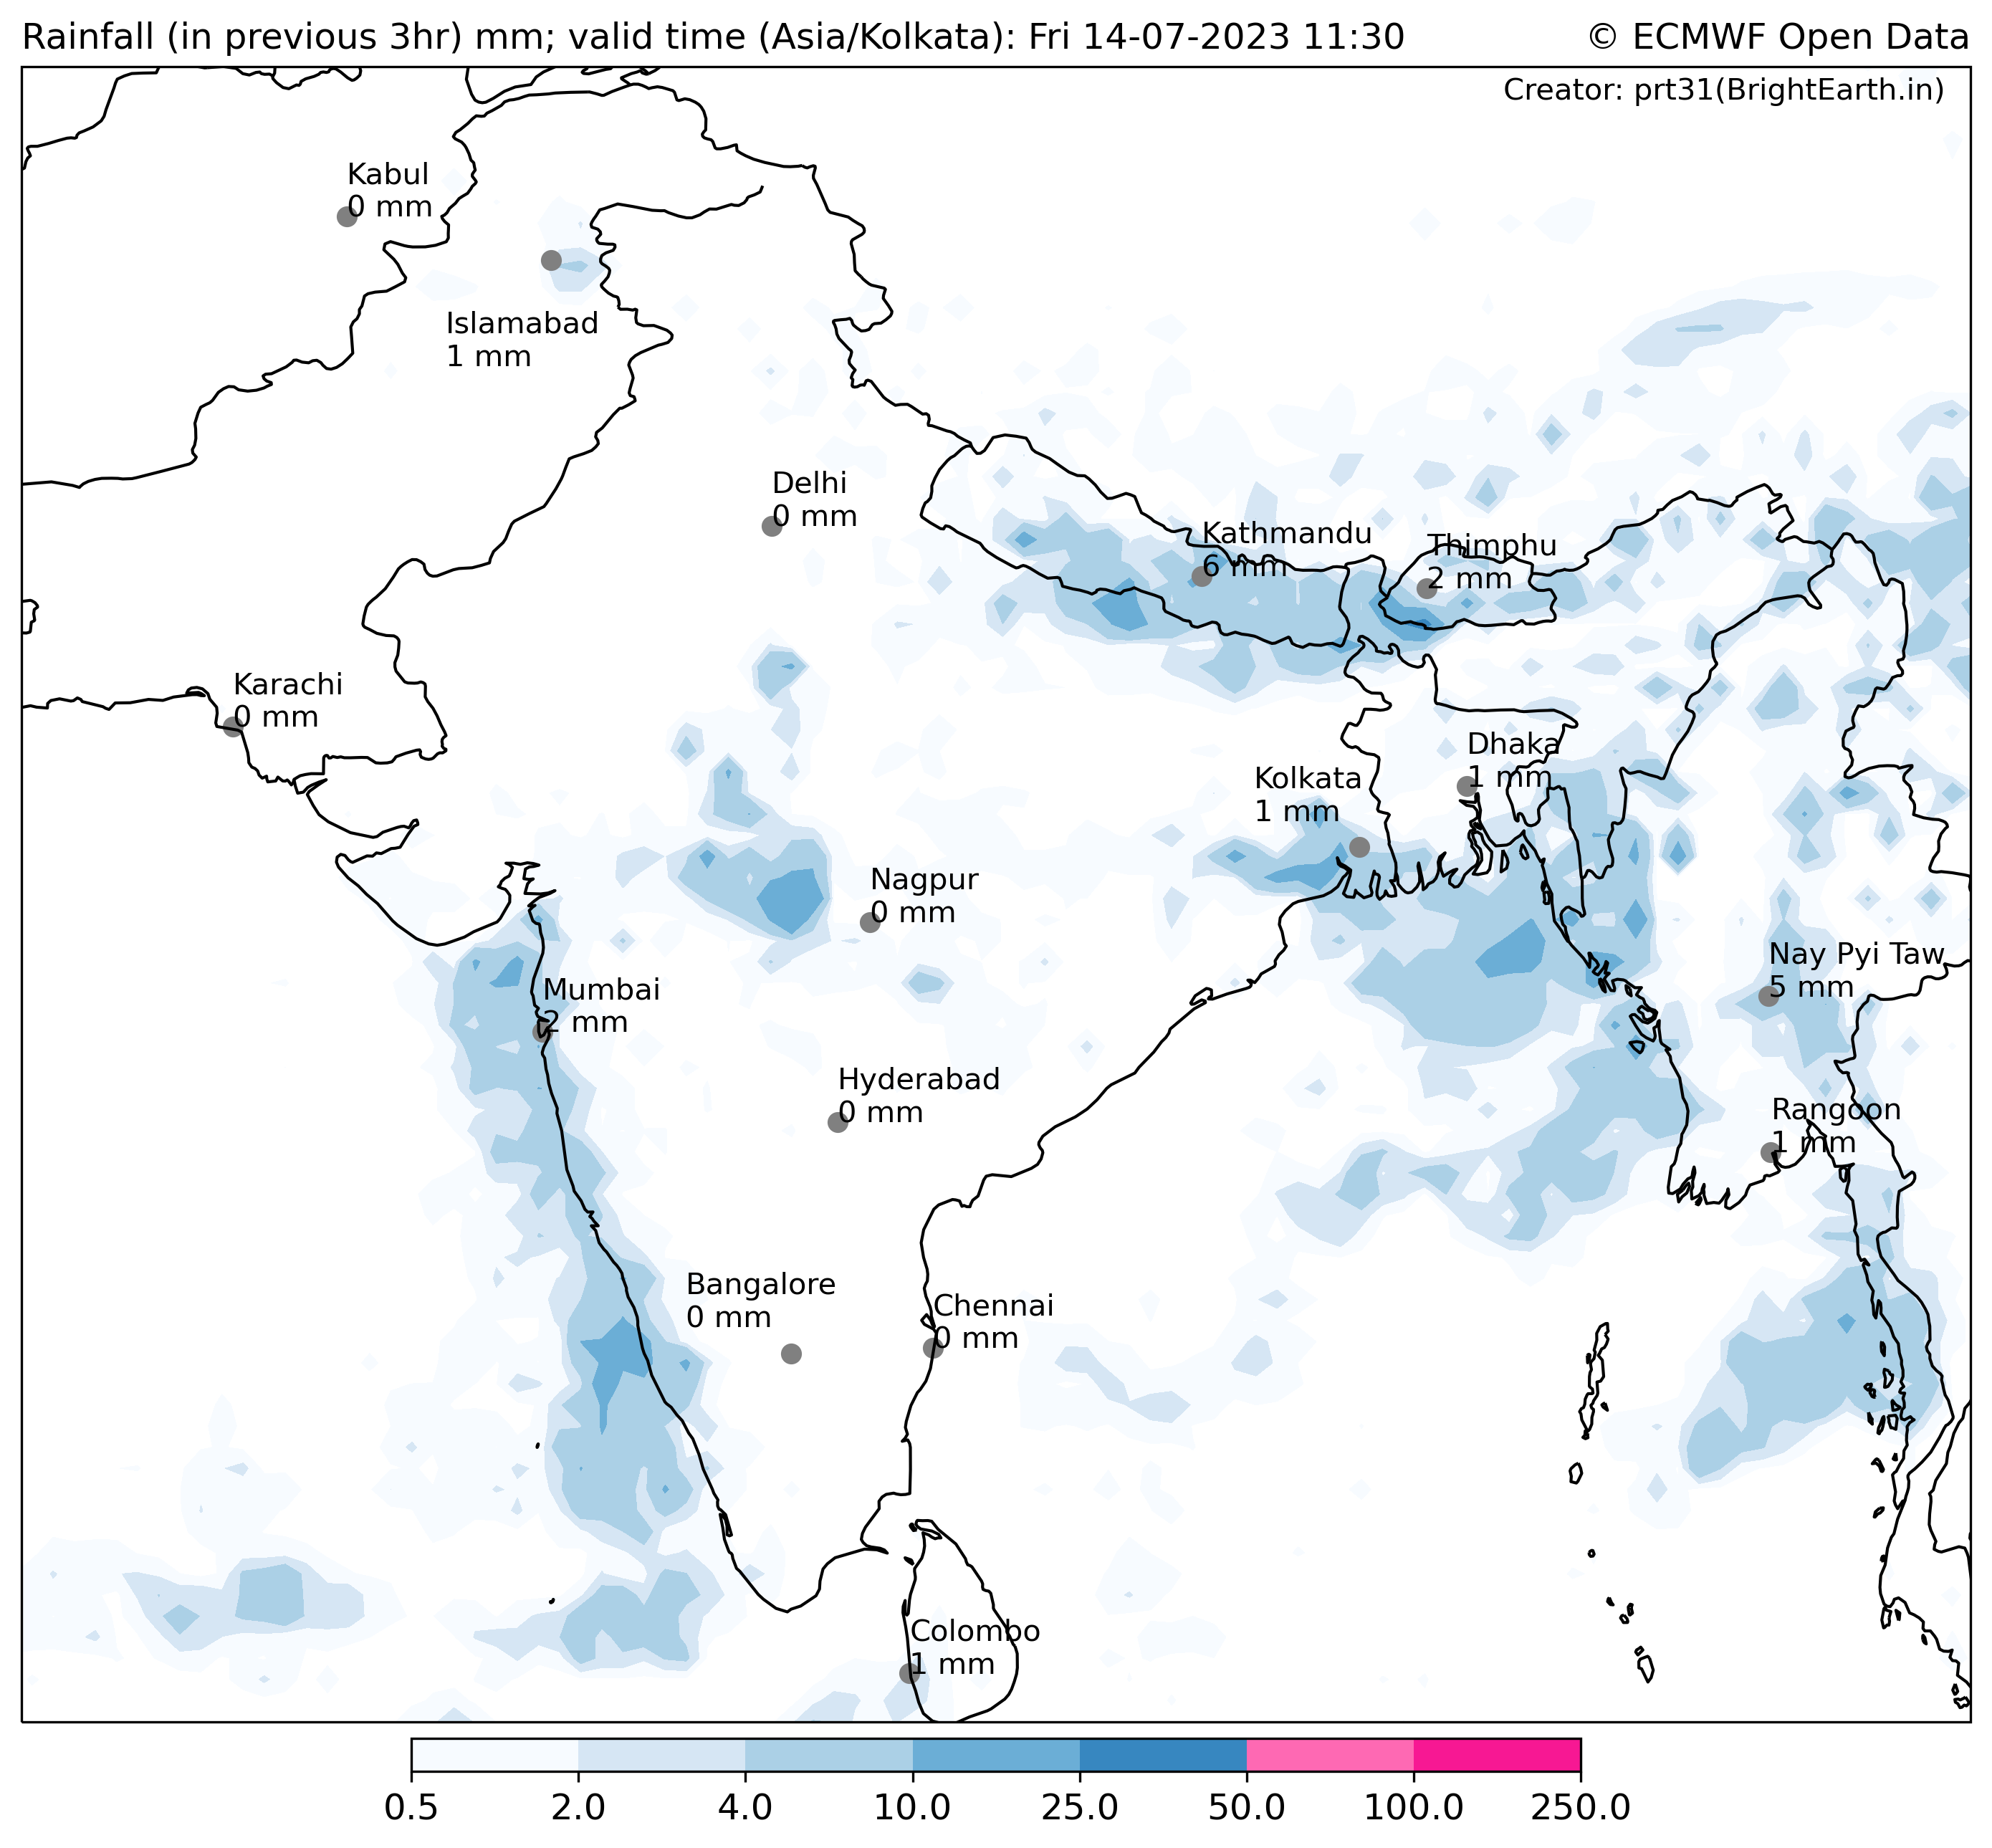 Rainfall (in previous 3hr) mm; valid time (Asia/Kolkata): Fri 14-07-2023 11:30
© ECMWF Open Data
Creator: prt31(BrightEarth.in)
Kabul
0 mm
Islamabad
1 mm
Delhi
0 mm
Kathmandu
6 mm
Thimphu
2 mm
Karachi
0 mm
Dhaka
1 mm
Kolkata
1 mm
Nagpur
0 mm
Nay Pyi Taw
5 mm
Mumbai
2 mm
Hyderabad
0 mm
Rangoon
1 mm
Bangalore
0 mm
Chennai
0 mm
Colombo
1 mm
0.5 2.0 4.0 10.0 25.0 50.0 100.0 250.0